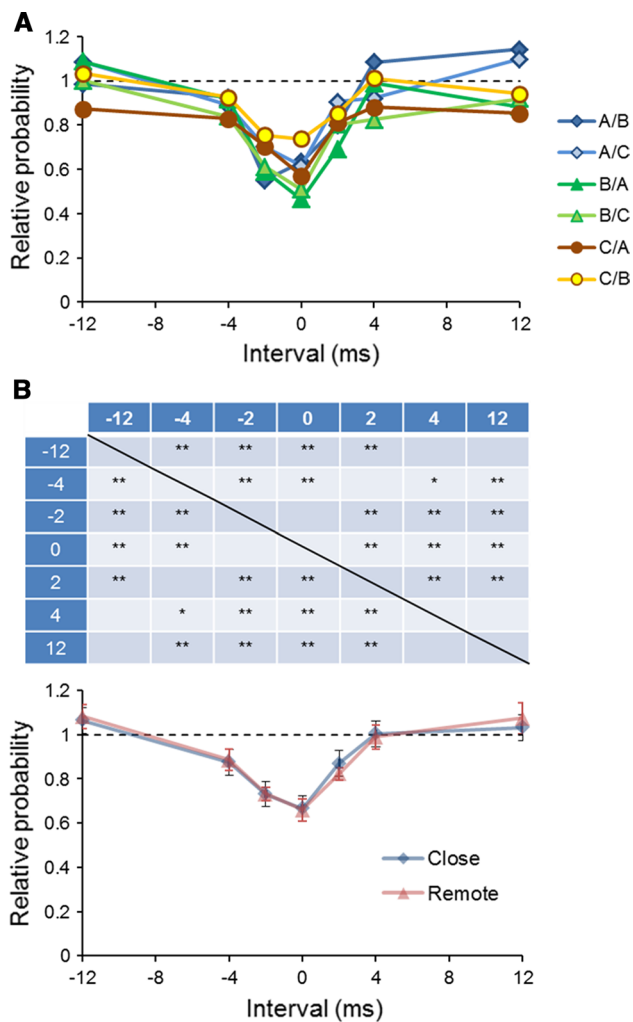 A
Relative probability
1.2
1
0.8
0.6
0.4
0.2
0
-12 -8 -4 0 4 8 12
Interval (ms)
A/B
A/C
B/A
B/C
C/A
C/B
B
-12 -4 -2 0 2 4 12
-12 ** ** ** **
-4 ** ** ** * **
-2 ** ** ** ** **
0 ** ** ** ** **
2 ** ** ** ** **
4 * ** ** **
12 ** ** ** **
Relative probability
1.2
1
0.8
0.6
0.4
0.2
0
-12 -8 -4 0 4 8 12
Interval (ms)
Close
Remote